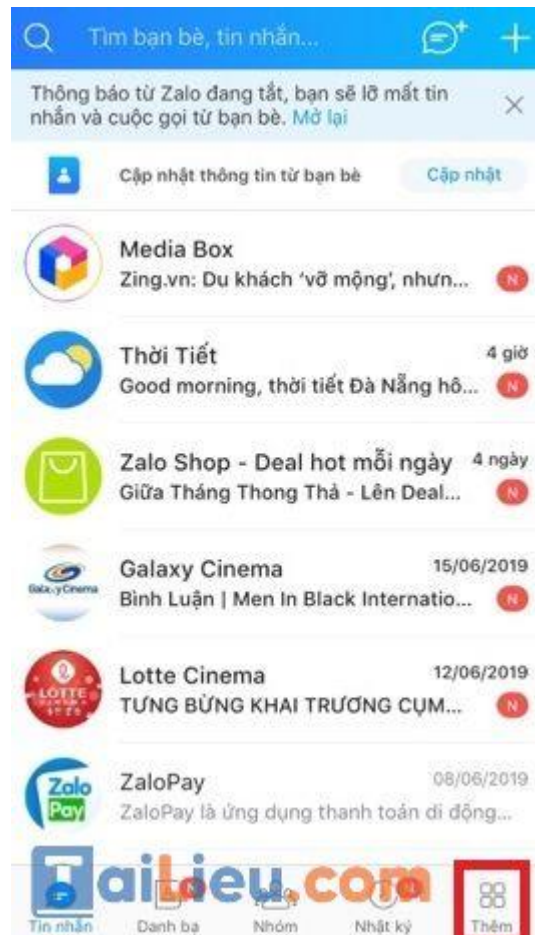 Tìm bạn bè, tin nhắn...
Thông báo từ Zalo đang tắt, bạn sẽ lỡ mất tin
nhắn và cuộc gọi từ bạn bè. Mở lại
Cập nhật thông tin từ bạn bè
Cập nhật
Media Box
Zing.vn: Du khách ‘vỡ mộng’, nhưn...
N
Thời Tiết
4 giờ
Good morning, thời tiết Đà Nẵng hô...
N
Zalo Shop - Deal hot mỗi ngày
4 ngày
Giữa Tháng Thong Thả - Lên Deal...
N
Galaxy Cinema
Galaxy Cinema
15/06/2019
Bình Luận | Men In Black Internatio...
N
LOTTE
Lotte Cinema
12/06/2019
TƯNG BỪNG KHAI TRƯƠNG CỤM...
N
Zalo
Pay
ZaloPay
08/06/2019
ZaloPay là ứng dụng thanh toán di động...
TaiLieu.com
N
Tin nhắn
Danh bạ
Nhóm
Nhật ký
Thêm